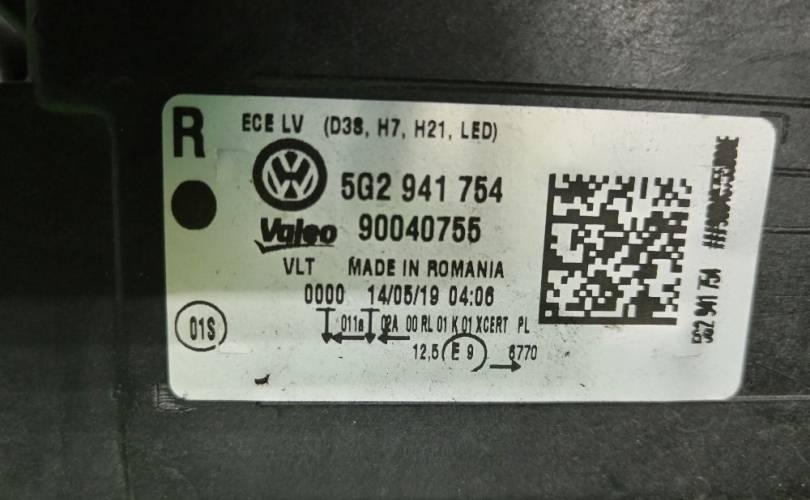 R
ECE LV (D3S, H7, H21, LED)
5G2 941 754
Valeo 90040755
VLT MADE IN ROMANIA
0000 14/05/19 04:06
01S
011a 02A 00 RL 01 K 01 XCERT PL
12,5 E 9 6770
5G2 941 754